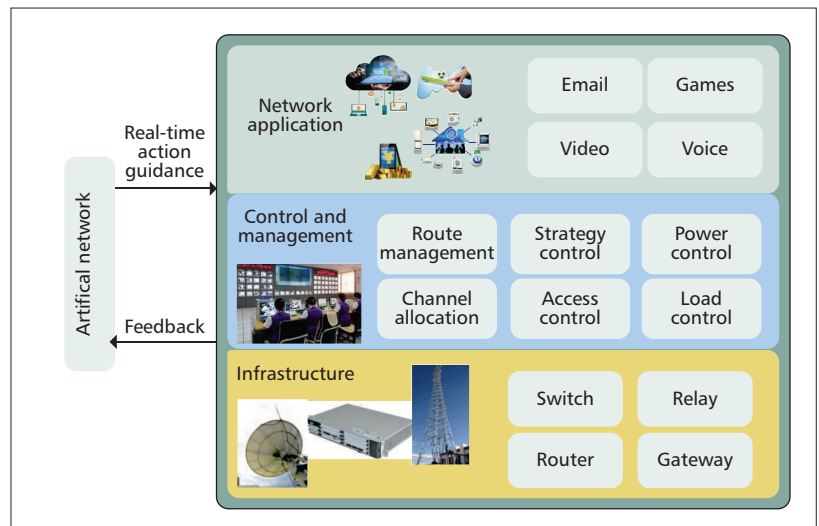 Network
application
Email
Games
Video
Voice
Real-time
action
guidance
Artifical network
Feedback
Control and
management
Route
management
Strategy
control
Power
control
Channel
allocation
Access
control
Load
control
Infrastructure
Switch
Relay
Router
Gateway